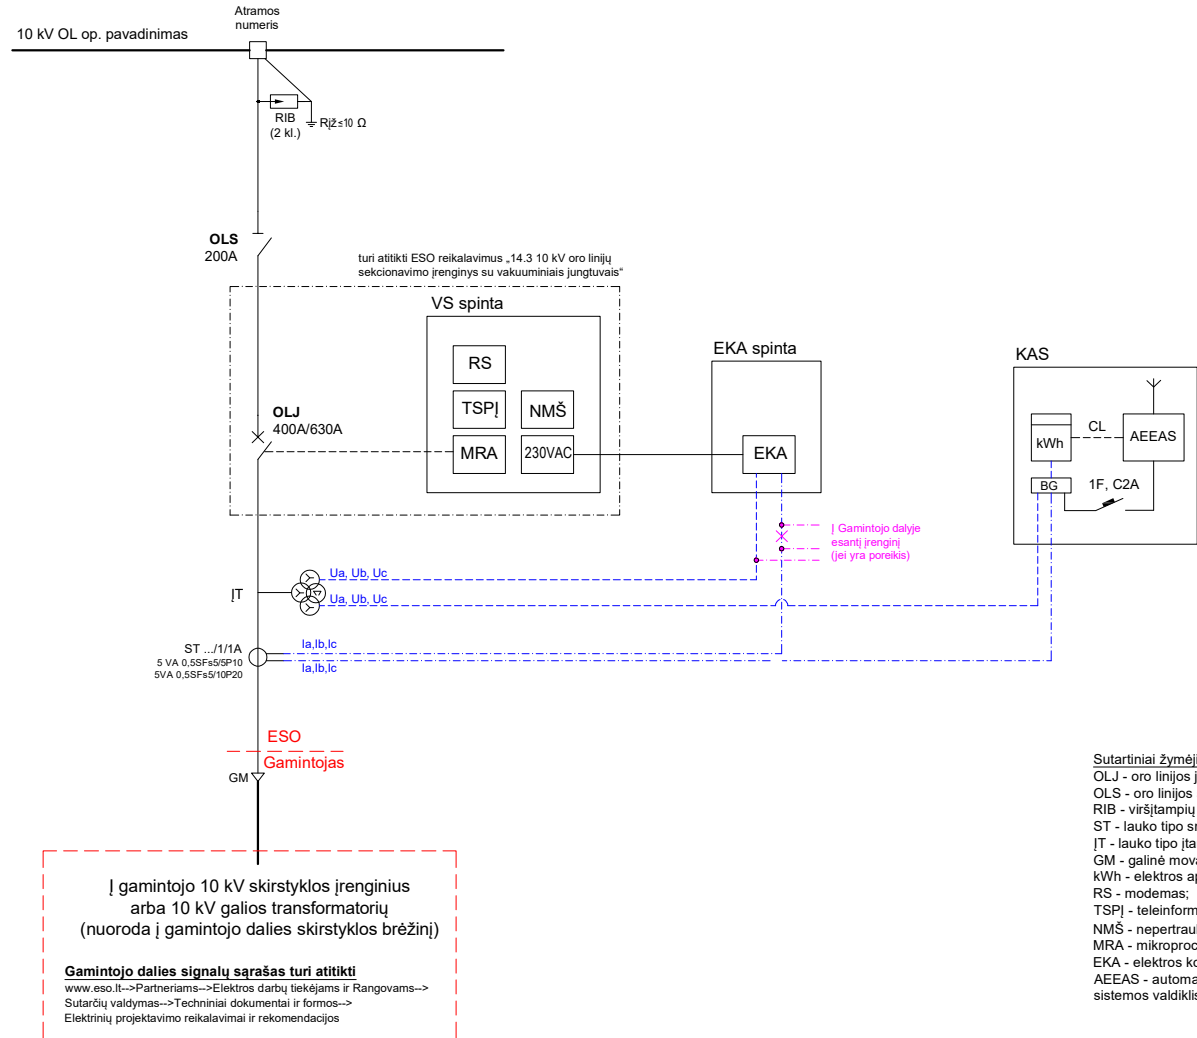 Atramos
numeris
10 kV OL op. pavadinimas
RIB
(2 kl.)
Rįž≤10 Ω
OLS
200A
turi atitikti ESO reikalavimus „14.3 10 kV oro linijų
sekcionavimo įrenginys su vakuuminiais jungtuvais“
VS spinta
RS
TSPĮ
NMŠ
MRA
230VAC
OLJ
400A/630A
EKA spinta
EKA
KAS
kWh
CL
AEEAS
BG
1F, C2A
Į Gamintojo dalyje
esantį įrenginį
(jei yra poreikis)
ĮT
Ua, Ub, Uc
Ua, Ub, Uc
ST .../1/1A
5 VA 0,5SFs5/5P10
5VA 0,5SFs5/10P20
Ia,Ib,Ic
Ia,Ib,Ic
ESO
Gamintojas
GM
Į gamintojo 10 kV skirstyklos įrenginius
arba 10 kV galios transformatorių
(nuoroda į gamintojo dalies skirstyklos brėžinį)
Gamintojo dalies signalų sąrašas turi atitikti
www.eso.lt-->Partneriams-->Elektros darbų tiekėjams ir Rangovams-->
Sutarčių valdymas-->Techniniai dokumentai ir formos-->
Elektrinių projektavimo reikalavimai ir rekomendacijos
Sutartiniai žymėji
OLJ - oro linijos j
OLS - oro linijos
RIB - viršįtampių
ST - lauko tipo sr
ĮT - lauko tipo įta
GM - galinė mova
kWh - elektros ap
RS - modemas;
TSPĮ - teleinform
NMŠ - nepertrauk
MRA - mikroproc
EKA - elektros ko
AEEAS - automa
sistemos valdiklis